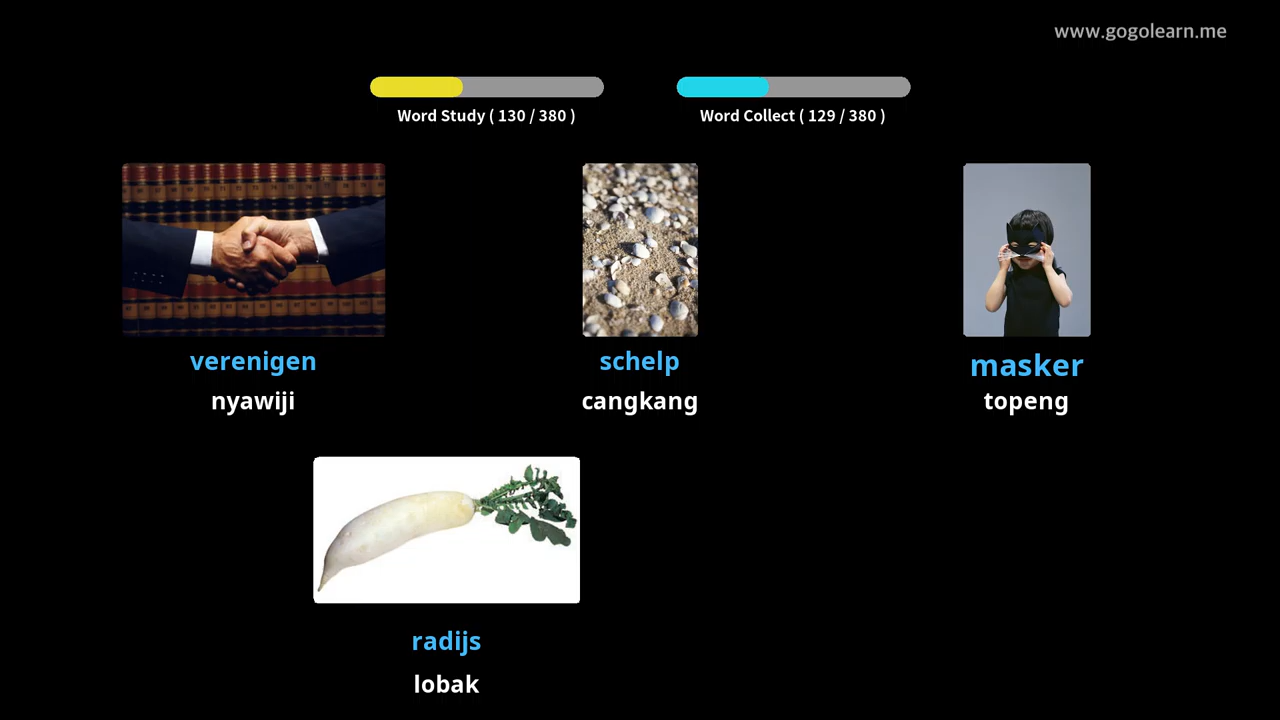 www.gogolearn.me
Word Study ( 130 / 380 )
Word Collect ( 129 / 380 )
verenigen
nyawiji
schelp
cangkang
masker
topeng
radijs
lobak